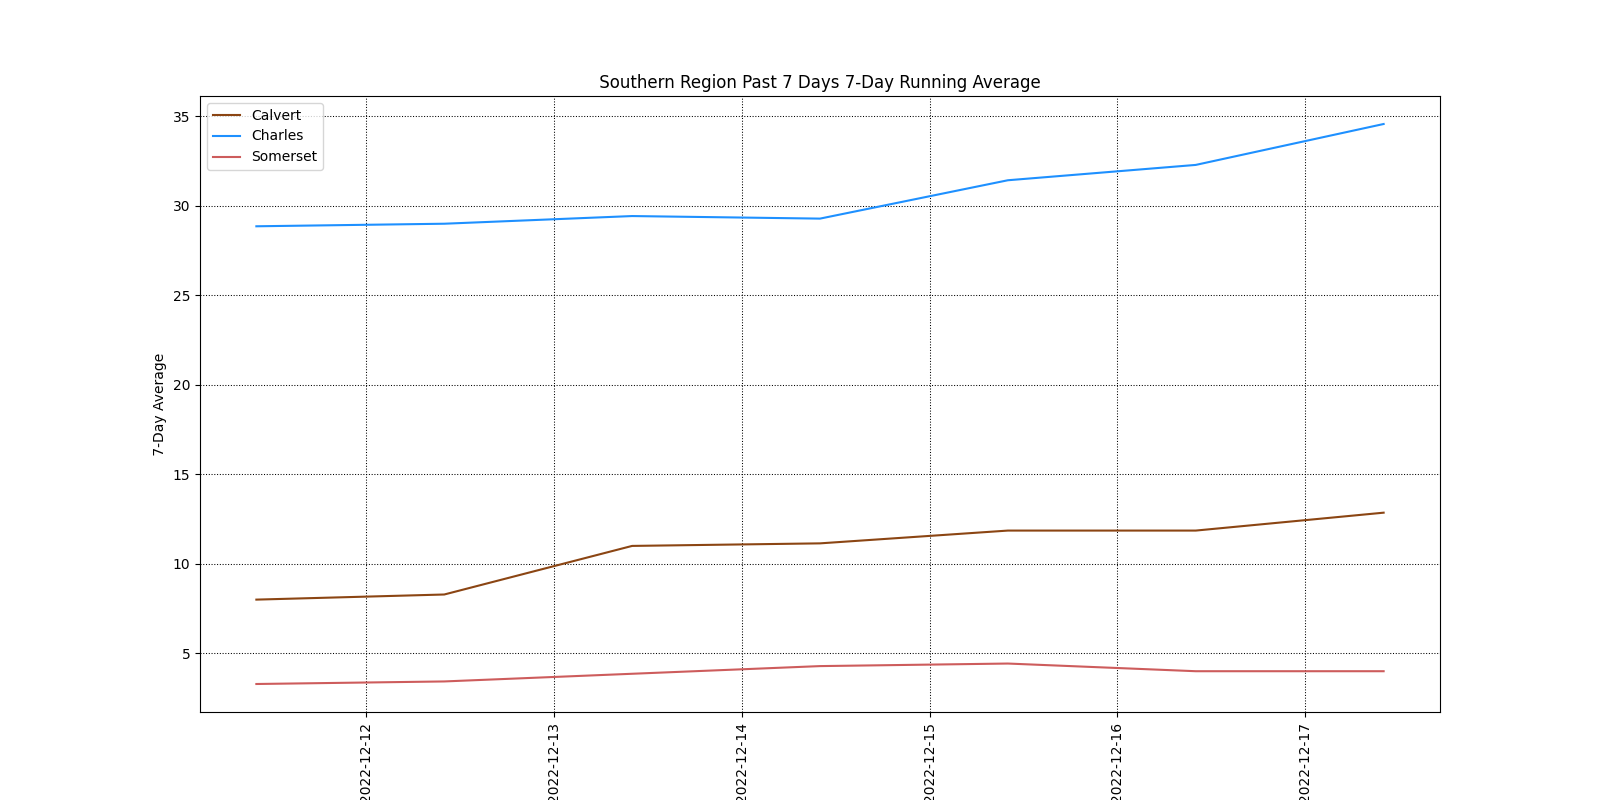 Southern Region Past 7 Days 7-Day Running Average
Calvert
Charles
Somerset
35
30
25
20
15
10
5
7-Day Average
2022-12-12
2022-12-13
2022-12-14
2022-12-15
2022-12-16
2022-12-17